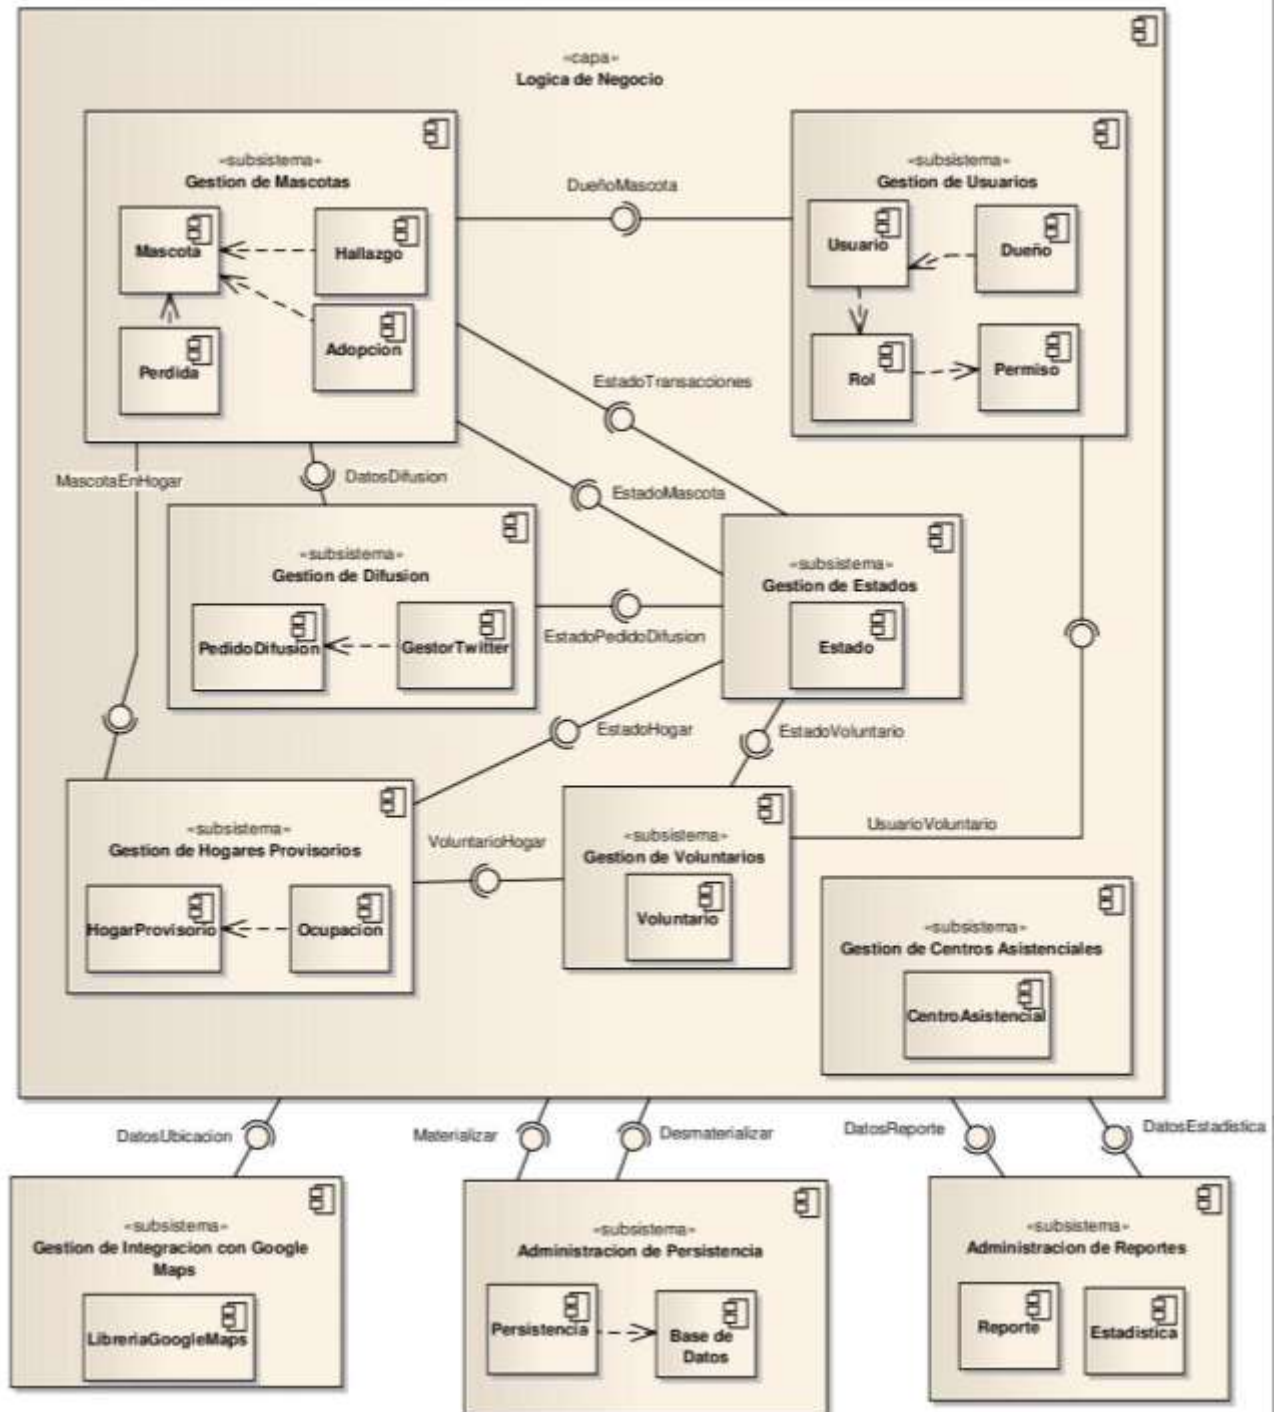 «capa»
Logica de Negocio
«subsistema»
Gestion de Mascotas
Mascota
Hallazgo
Perdida
Adopcion
DueñoMascota
«subsistema»
Gestion de Usuarios
Usuario
Dueño
Rol
Permiso
EstadoTransacciones
MascotaEnHogar
DatosDifusion
EstadoMascota
«subsistema»
Gestion de Difusion
PedidoDifusion
GestorTwitter
EstadoPedidoDifusion
«subsistema»
Gestion de Estados
Estado
EstadoHogar
EstadoVoluntario
«subsistema»
Gestion de Hogares Provisorios
HogarProvisorio
Ocupacion
VoluntarioHogar
«subsistema»
Gestion de Voluntarios
Voluntario
UsuarioVoluntario
«subsistema»
Gestion de Centros Asistenciales
CentroAsistencial
DatosUbicacion
Materializar
Desmaterializar
DatosReporte
DatosEstadistica
«subsistema»
Gestion de Integracion con Google
Maps
LibreriaGoogleMaps
«subsistema»
Administracion de Persistencia
Persistencia
Base de
Datos
«subsistema»
Administracion de Reportes
Reporte
Estadistica